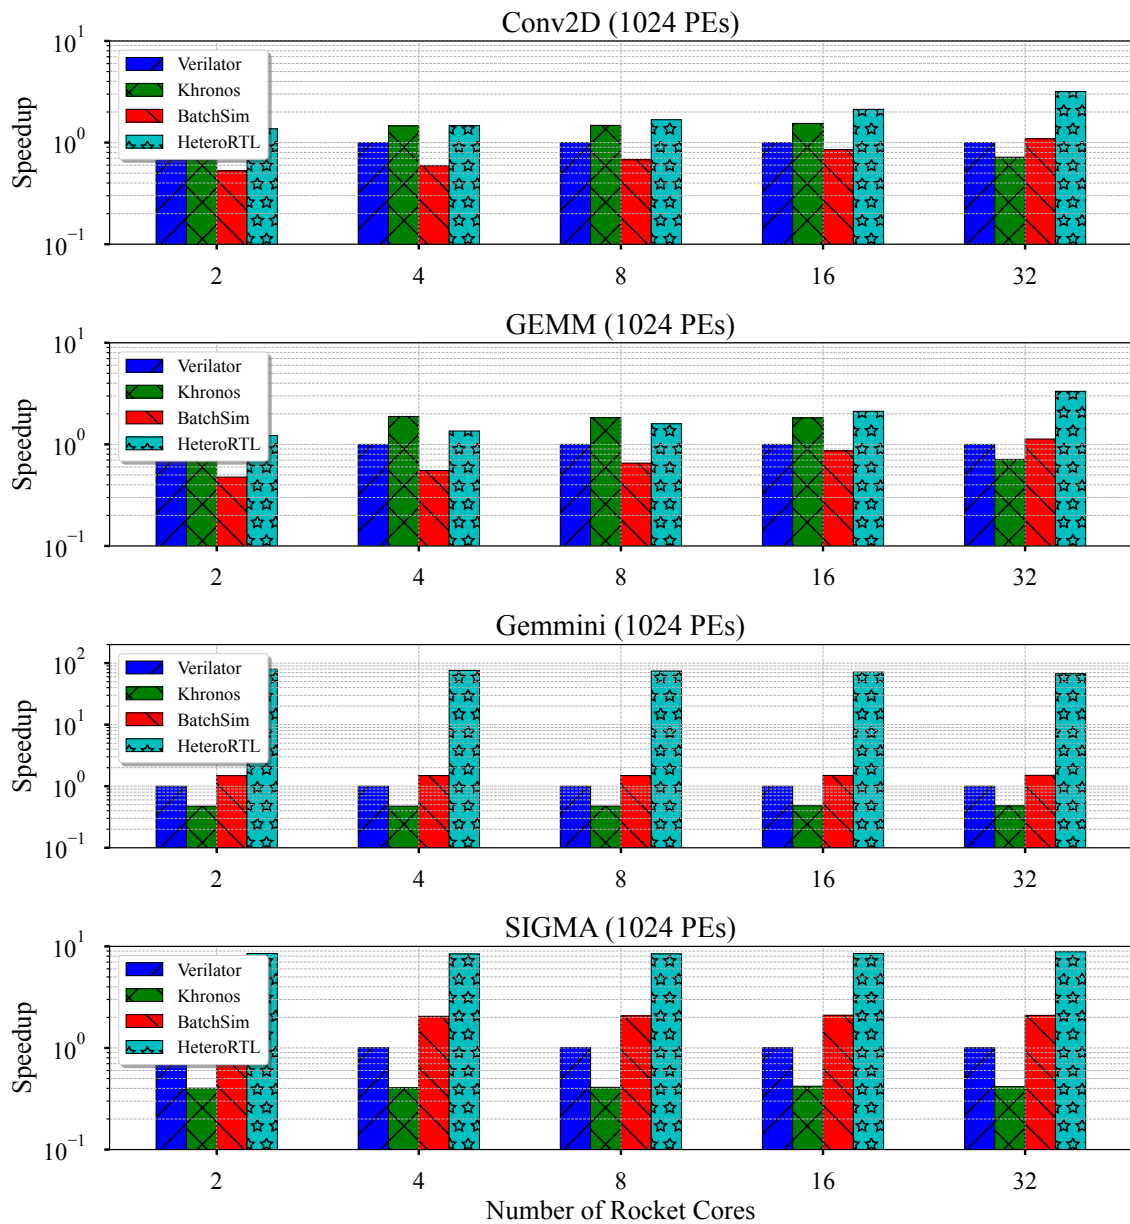 Conv2D (1024 PEs)
10^1
10^0
10^-1
Speedup
Verilator
Khronos
BatchSim
HeteroRTL
2 4 8 16 32
GEMM (1024 PEs)
10^1
10^0
10^-1
Speedup
Verilator
Khronos
BatchSim
HeteroRTL
2 4 8 16 32
Gemmini (1024 PEs)
10^2
10^1
10^0
10^-1
Speedup
Verilator
Khronos
BatchSim
HeteroRTL
2 4 8 16 32
SIGMA (1024 PEs)
10^1
10^0
10^-1
Speedup
Verilator
Khronos
BatchSim
HeteroRTL
2 4 8 16 32
Number of Rocket Cores